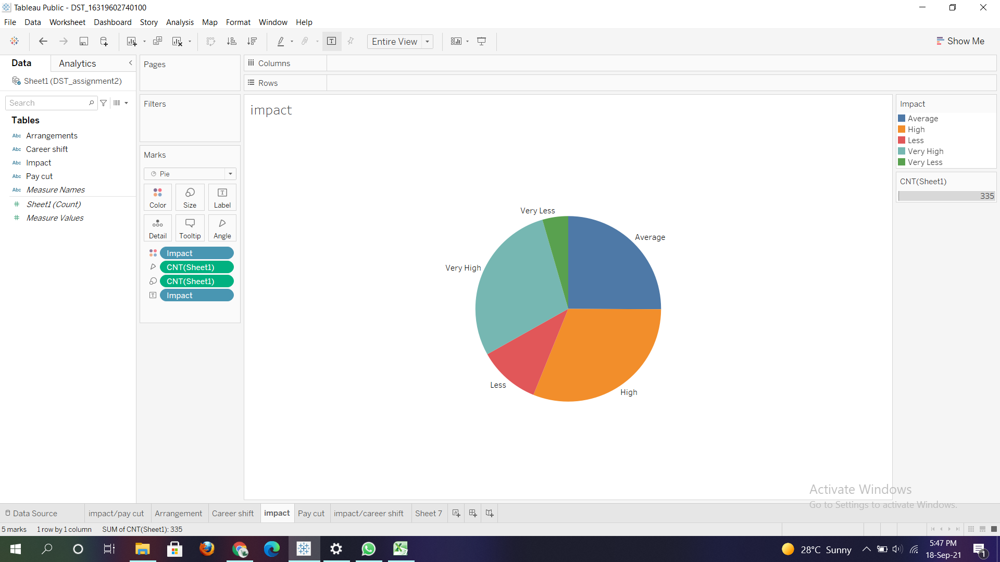 Tableau Public - DST_16319602740100
File Data Worksheet Dashboard Story Analysis Map Format Window Help
Entire View
Show Me
Data Analytics
Sheet1 (DST_assignment2)
Search
Tables
Abc Arrangements
Abc Career shift
Abc Impact
Abc Pay cut
Abc Measure Names
# Sheet1 (Count)
# Measure Values
Pages
Filters
Marks
Pie
Color Size Label
Detail Tooltip Angle
Impact
CNT(Sheet1)
CNT(Sheet1)
Impact
Columns
Rows
impact
Very Less
Average
Very High
Less
High
Impact
Average
High
Less
Very High
Very Less
CNT(Sheet1)
335
Activate Windows
Go to Settings to activate Windows.
Data Source impact/pay cut Arrangement Career shift impact Pay cut impact/career shift Sheet 7
5 marks 1 row by 1 column SUM of CNT(Sheet1): 335
28°C Sunny
5:47 PM
18-Sep-21
1